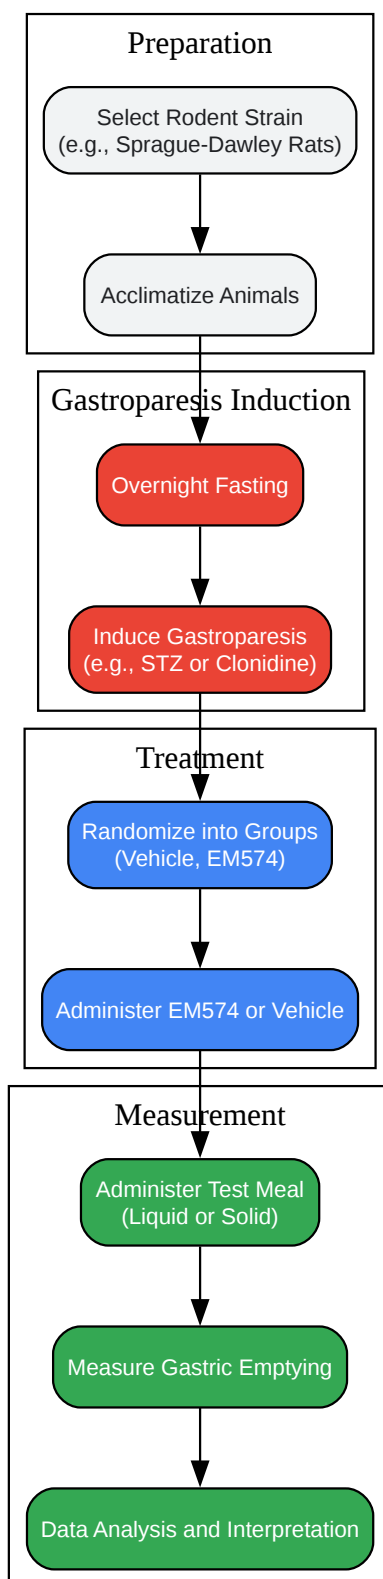 Preparation
Select Rodent Strain
(e.g., Sprague-Dawley Rats)
Acclimatize Animals
Gastroparesis Induction
Overnight Fasting
Induce Gastroparesis
(e.g., STZ or Clonidine)
Treatment
Randomize into Groups
(Vehicle, EM574)
Administer EM574 or Vehicle
Measurement
Administer Test Meal
(Liquid or Solid)
Measure Gastric Emptying
Data Analysis and Interpretation